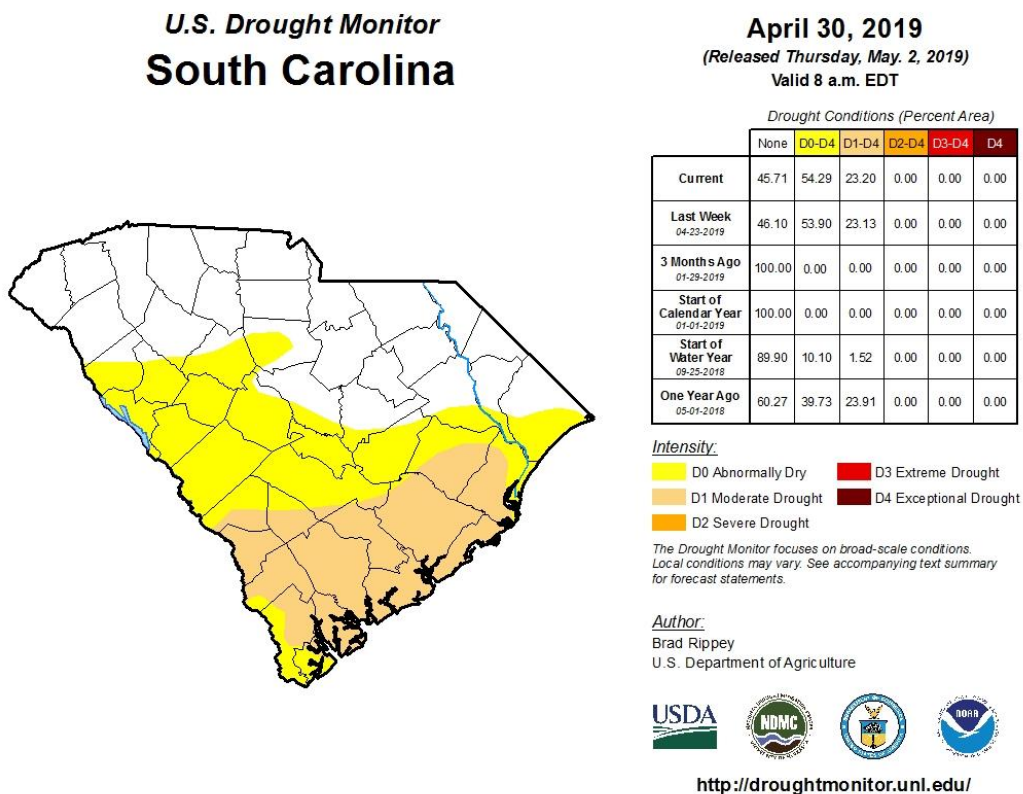 U.S. Drought Monitor
South Carolina
April 30, 2019
(Released Thursday, May. 2, 2019)
Valid 8 a.m. EDT
Drought Conditions (Percent Area)
None D0-D4 D1-D4 D2-D4 D3-D4 D4
Current 45.71 54.29 23.20 0.00 0.00 0.00
Last Week
04-23-2019 46.10 53.90 23.13 0.00 0.00 0.00
3 Months Ago
01-29-2019 100.00 0.00 0.00 0.00 0.00 0.00
Start of
Calendar Year
01-01-2019 100.00 0.00 0.00 0.00 0.00 0.00
Start of
Water Year
09-25-2018 89.90 10.10 1.52 0.00 0.00 0.00
One Year Ago
05-01-2018 60.27 39.73 23.91 0.00 0.00 0.00
Intensity:
D0 Abnormally Dry
D1 Moderate Drought
D2 Severe Drought
D3 Extreme Drought
D4 Exceptional Drought
The Drought Monitor focuses on broad-scale conditions.
Local conditions may vary. See accompanying text summary
for forecast statements.
Author:
Brad Rippey
U.S. Department of Agriculture
USDA
NDMC
NOAA
http://droughtmonitor.unl.edu/